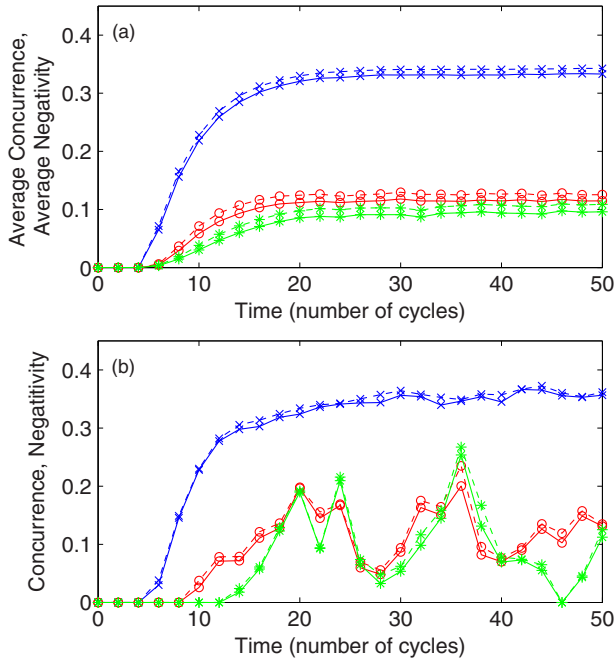 (a)
Average Concurrence,
Average Negativity
0.4
0.3
0.2
0.1
0
0 10 20 30 40 50
Time (number of cycles)
(b)
Concurrence, Negatitivity
0.4
0.3
0.2
0.1
0
0 10 20 30 40 50
Time (number of cycles)